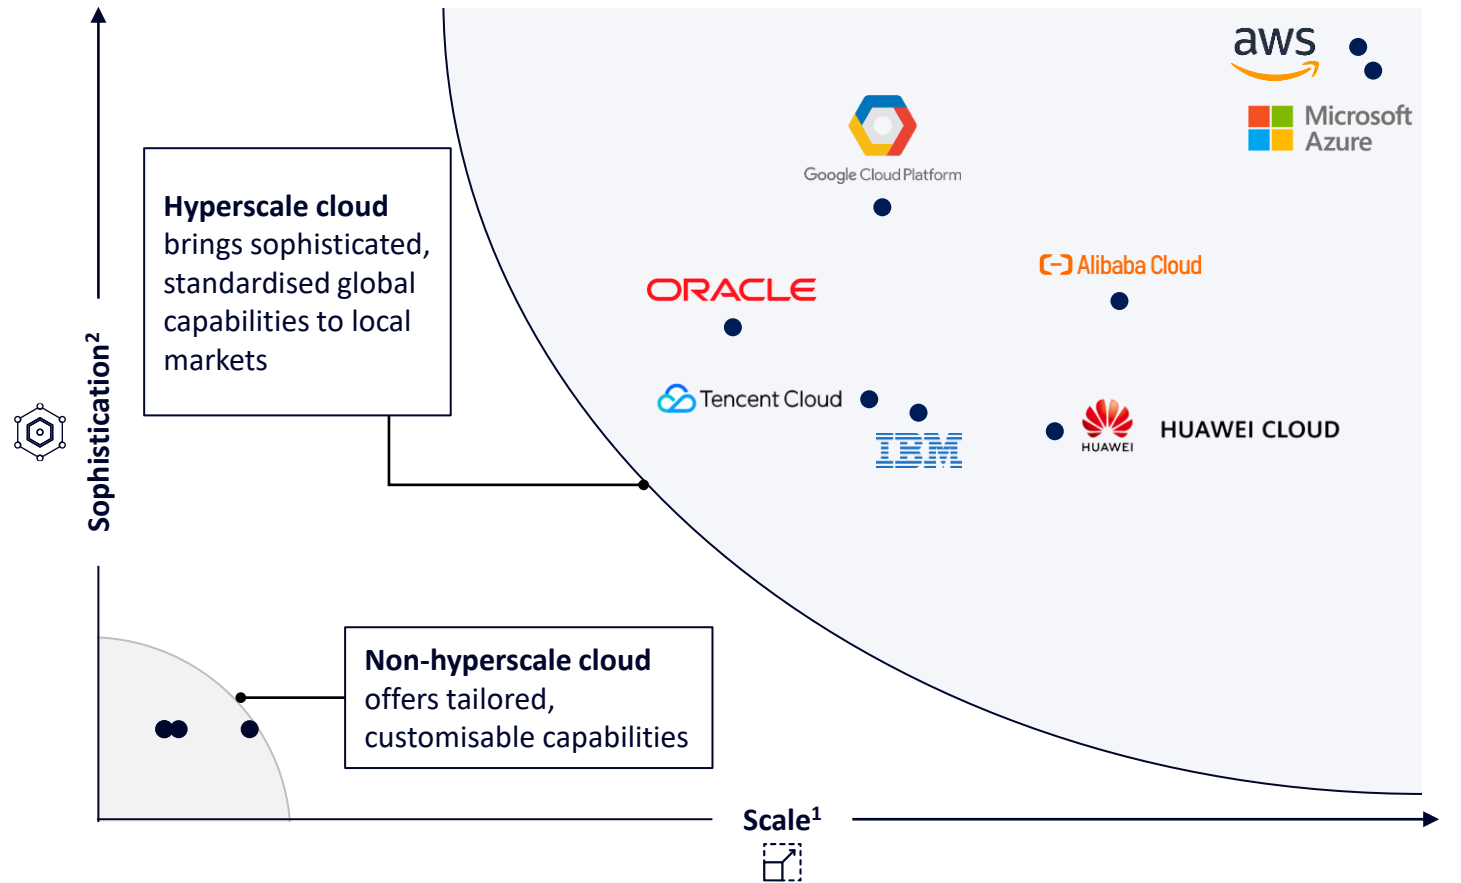 aws
Microsoft
Azure
Google Cloud Platform
Hyperscale cloud
brings sophisticated,
standardised global
capabilities to local
markets
Alibaba Cloud
ORACLE
Sophistication²
Tencent Cloud
IBM
HUAWEI
HUAWEI CLOUD
Non-hyperscale cloud
offers tailored,
customisable capabilities
Scale¹